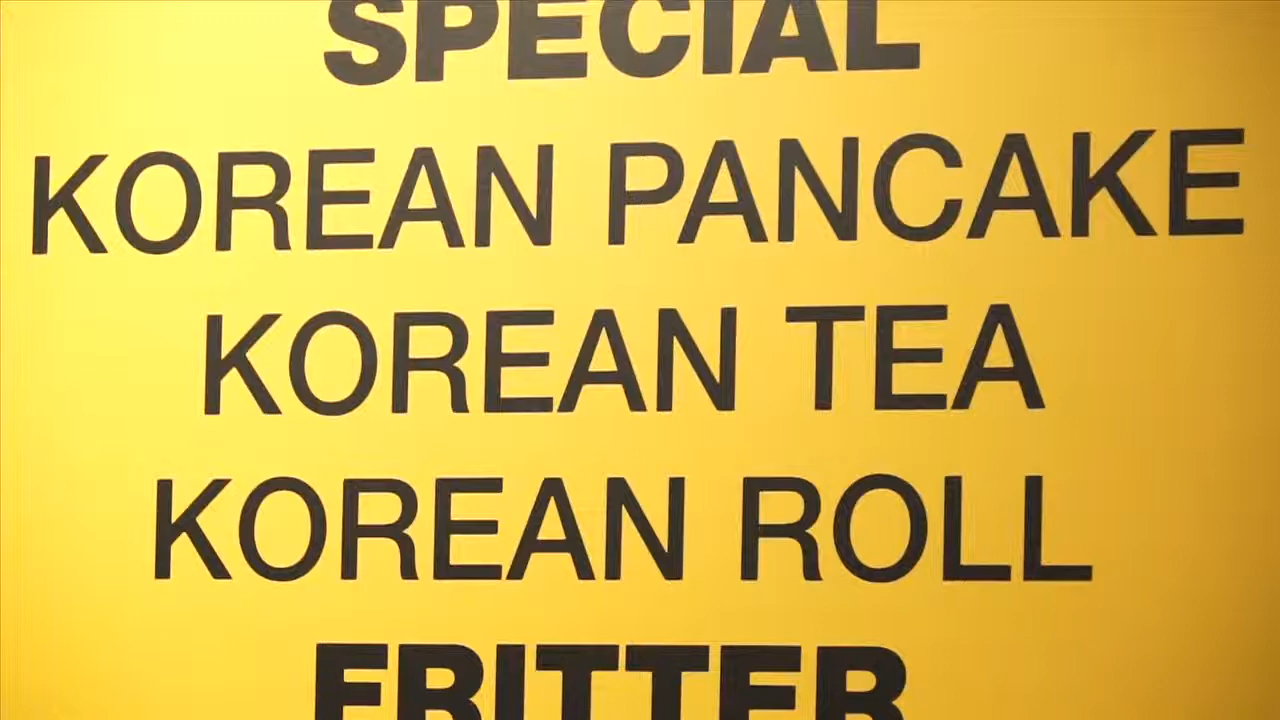 SPECIAL
KOREAN PANCAKE
KOREAN TEA
KOREAN ROLL
FRITTER